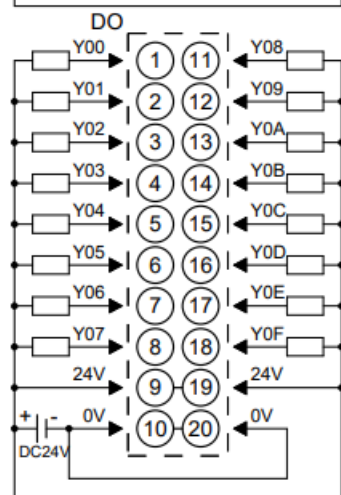 DO
Y00 1 11 Y08
Y01 2 12 Y09
Y02 3 13 Y0A
Y03 4 14 Y0B
Y04 5 15 Y0C
Y05 6 16 Y0D
Y06 7 17 Y0E
Y07 8 18 Y0F
24V 9 19 24V
+ - 0V 10 20 0V
DC24V